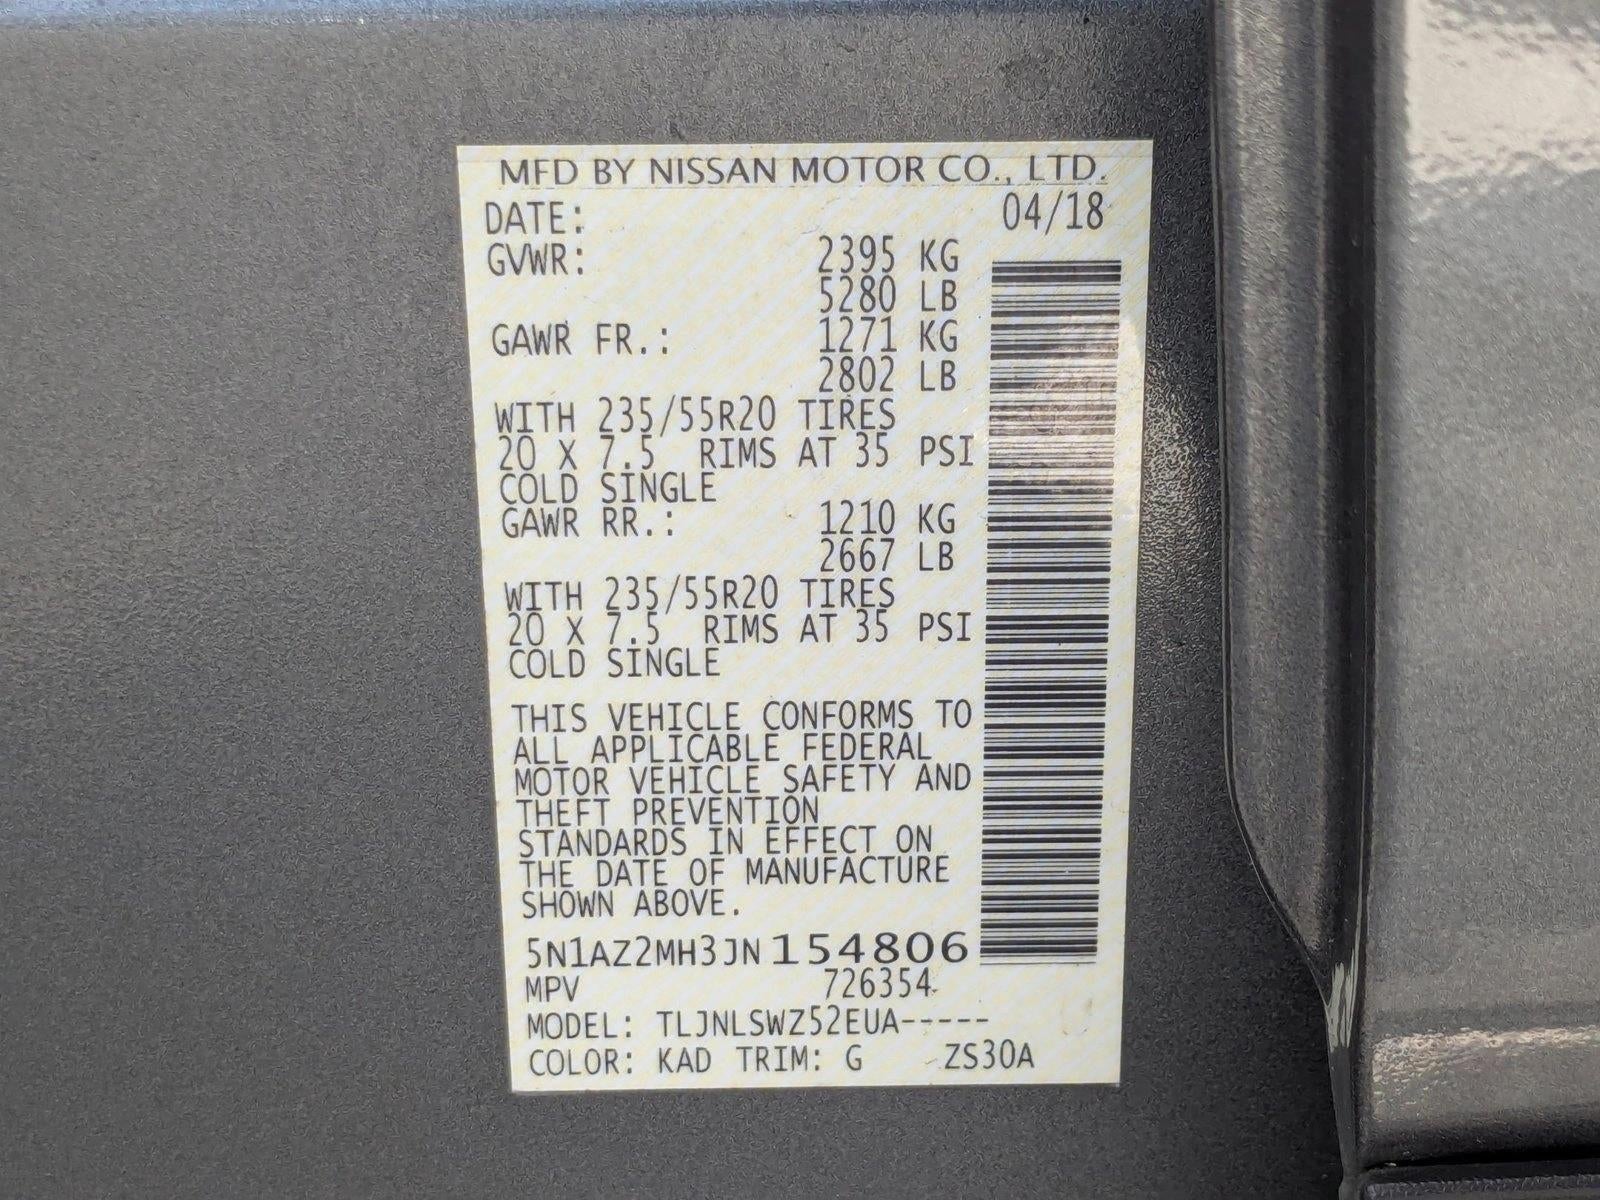 MFD BY NISSAN MOTOR CO., LTD.
DATE: 04/18
GVWR: 2395 KG
5280 LB
GAWR FR.: 1271 KG
2802 LB
WITH 235/55R20 TIRES
20 X 7.5 RIMS AT 35 PSI
COLD SINGLE
GAWR RR.: 1210 KG
2667 LB
WITH 235/55R20 TIRES
20 X 7.5 RIMS AT 35 PSI
COLD SINGLE
THIS VEHICLE CONFORMS TO
ALL APPLICABLE FEDERAL
MOTOR VEHICLE SAFETY AND
THEFT PREVENTION
STANDARDS IN EFFECT ON
THE DATE OF MANUFACTURE
SHOWN ABOVE.
5N1AZ2MH3JN154806
MPV 726354
MODEL: TLJNLSWZ52EUA-----
COLOR: KAD TRIM: G ZS30A